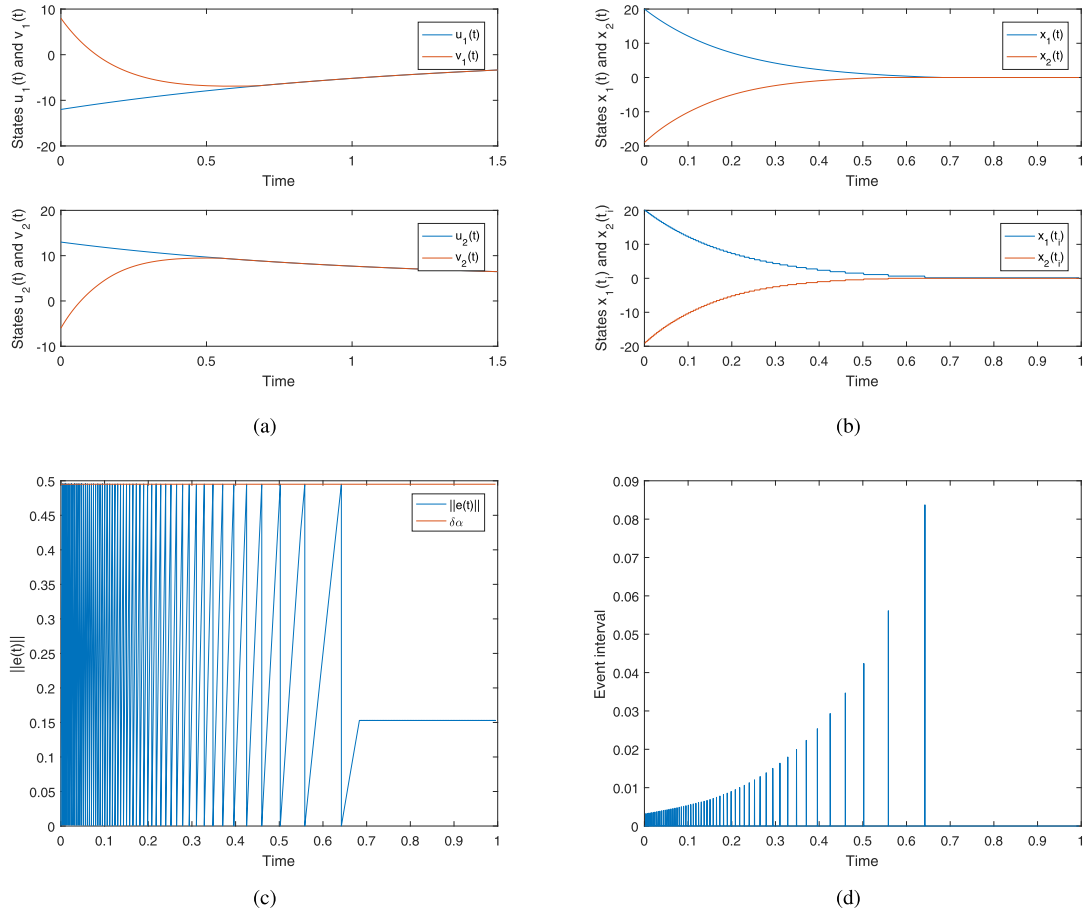 States u_1(t) and v_1(t)
10
0
-10
-20
u_1(t)
v_1(t)
0 0.5 1 1.5
Time
States u_2(t) and v_2(t)
20
10
0
-10
u_2(t)
v_2(t)
0 0.5 1 1.5
Time
(a)
States x_1(t) and x_2(t)
20
10
0
-10
-20
x_1(t)
x_2(t)
0 0.1 0.2 0.3 0.4 0.5 0.6 0.7 0.8 0.9 1
Time
States x_1(t_i) and x_2(t_i)
20
10
0
-10
-20
x_1(t_i)
x_2(t_i)
0 0.1 0.2 0.3 0.4 0.5 0.6 0.7 0.8 0.9 1
Time
(b)
||e(t)||
0.5
0.45
0.4
0.35
0.3
0.25
0.2
0.15
0.1
0.05
0
||e(t)||
δα
0 0.1 0.2 0.3 0.4 0.5 0.6 0.7 0.8 0.9 1
Time
(c)
Event interval
0.09
0.08
0.07
0.06
0.05
0.04
0.03
0.02
0.01
0
0 0.1 0.2 0.3 0.4 0.5 0.6 0.7 0.8 0.9 1
Time
(d)